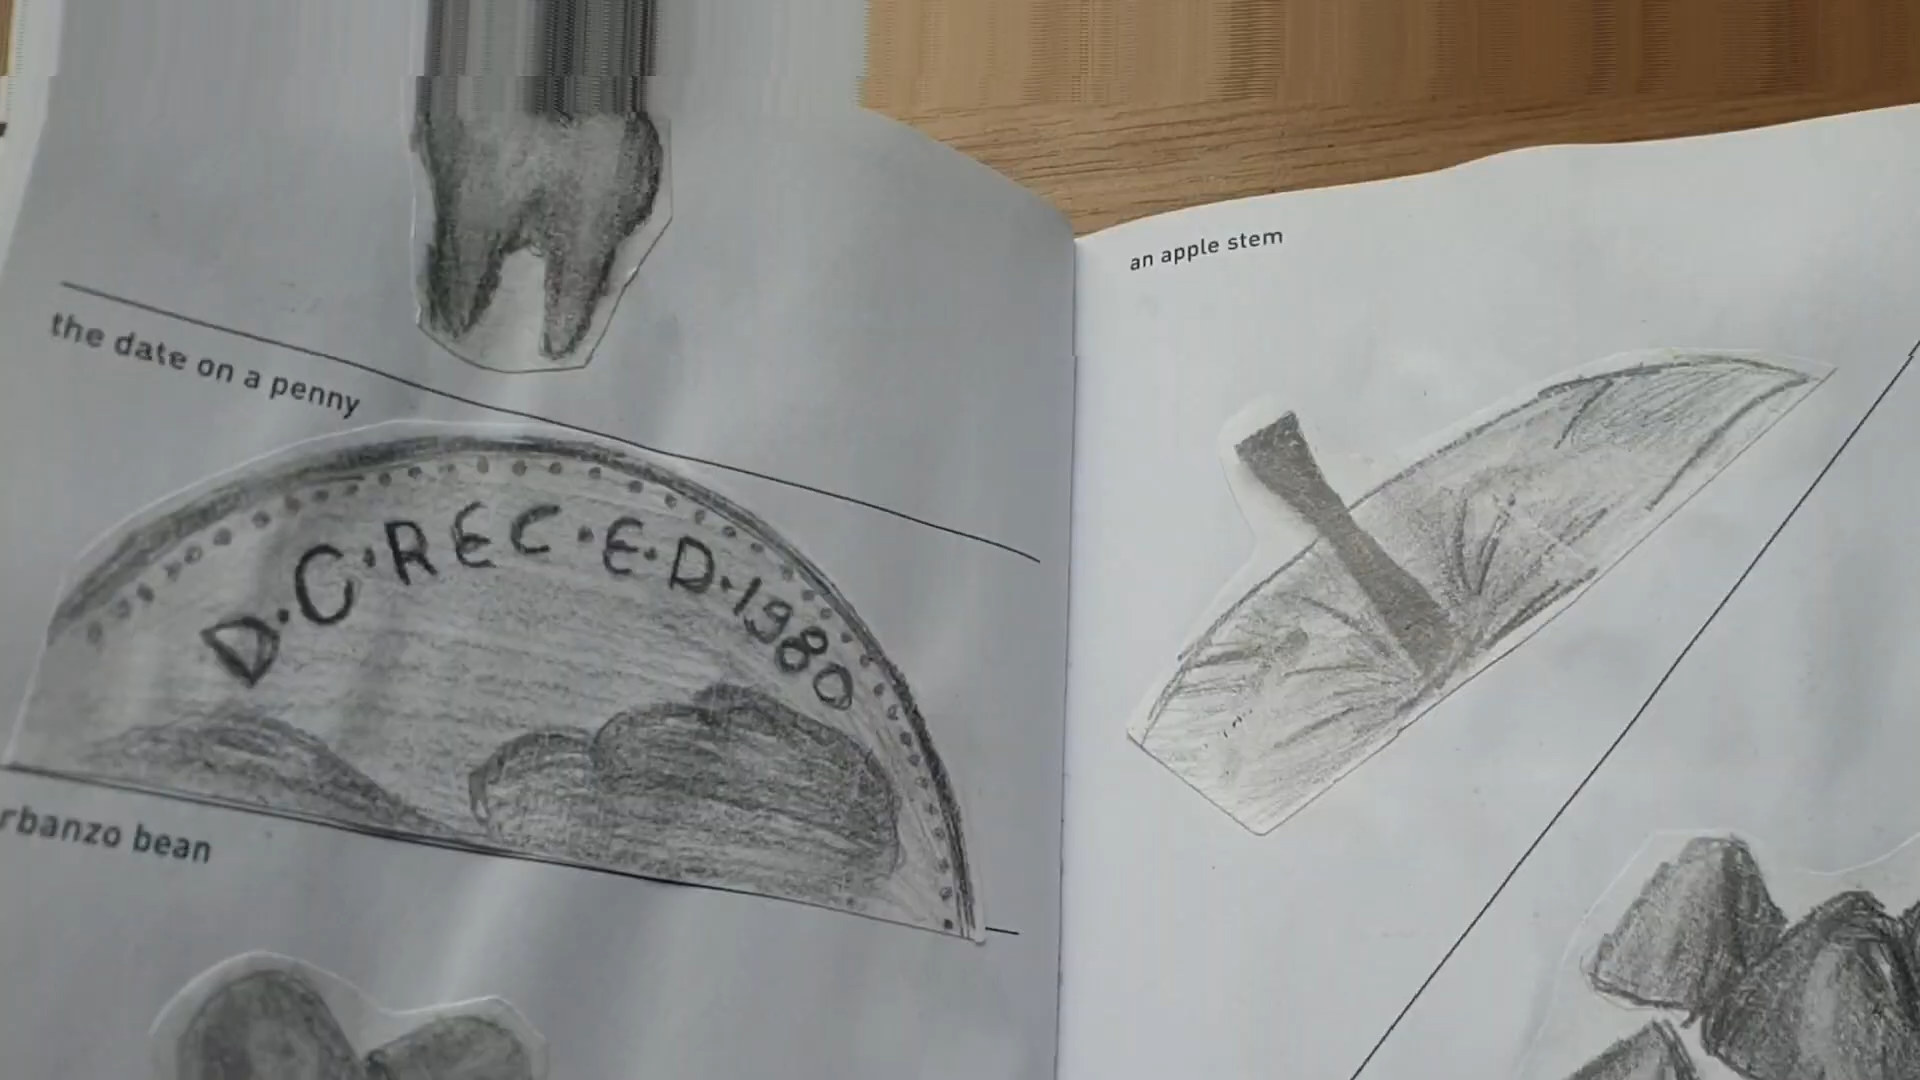 the date on a penny
D·C·REC·E·D·1980
rbanzo bean
an apple stem